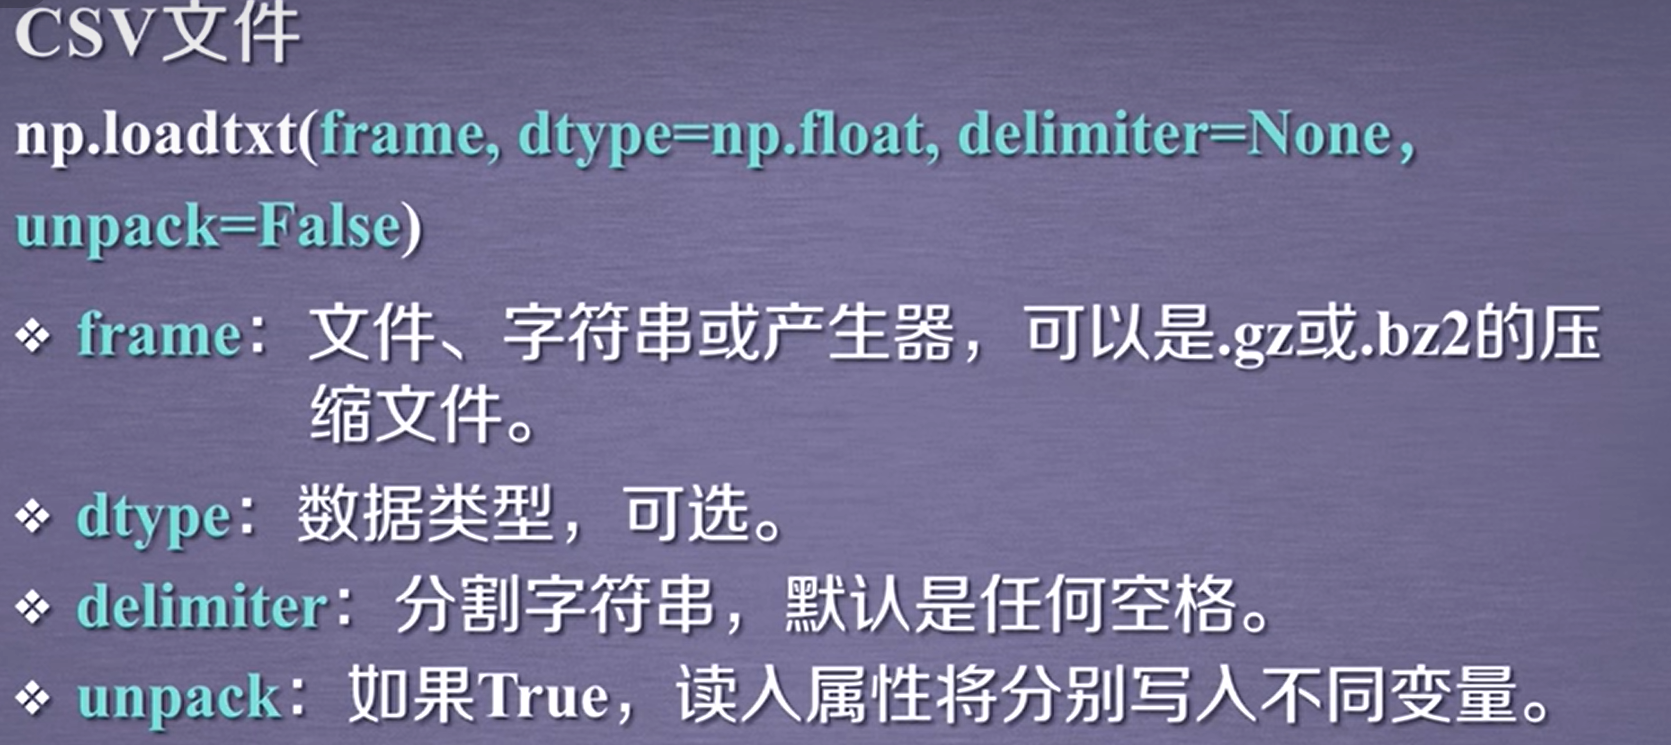 CSV文件
np.loadtxt(frame, dtype=np.float, delimiter=None，
unpack=False)
❖ frame：文件、字符串或产生器，可以是.gz或.bz2的压
缩文件。
❖ dtype：数据类型，可选。
❖ delimiter：分割字符串，默认是任何空格。
❖ unpack：如果True，读入属性将分别写入不同变量。